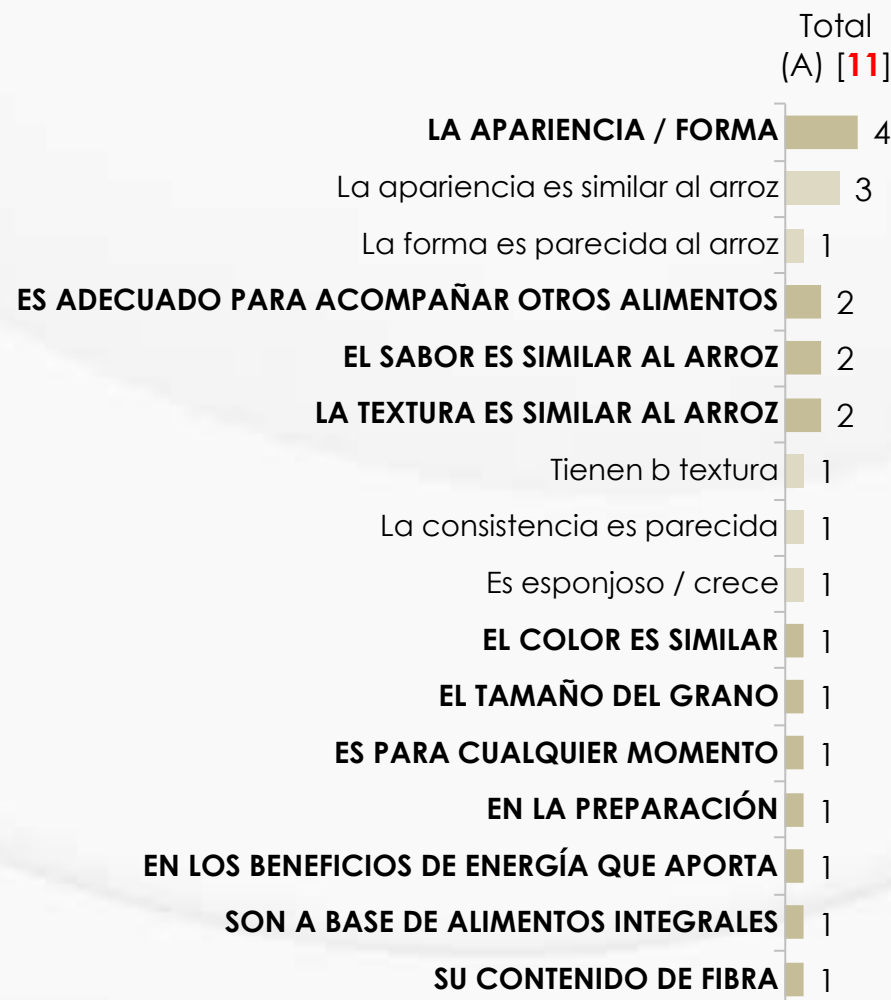 Total
(A) [11]
LA APARIENCIA / FORMA 4
La apariencia es similar al arroz 3
La forma es parecida al arroz 1
ES ADECUADO PARA ACOMPAÑAR OTROS ALIMENTOS 2
EL SABOR ES SIMILAR AL ARROZ 2
LA TEXTURA ES SIMILAR AL ARROZ 2
Tienen b textura 1
La consistencia es parecida 1
Es esponjoso / crece 1
EL COLOR ES SIMILAR 1
EL TAMAÑO DEL GRANO 1
ES PARA CUALQUIER MOMENTO 1
EN LA PREPARACIÓN 1
EN LOS BENEFICIOS DE ENERGÍA QUE APORTA 1
SON A BASE DE ALIMENTOS INTEGRALES 1
SU CONTENIDO DE FIBRA 1